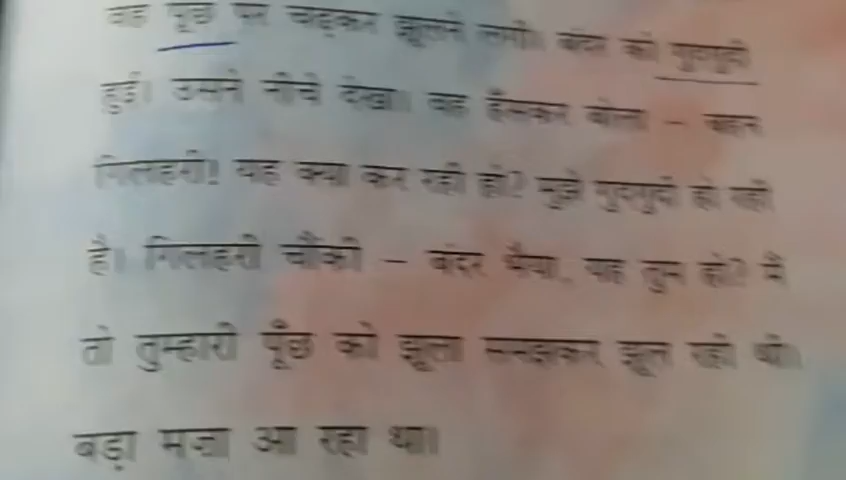 वह पूँछ पर चढ़कर झूलने लगी। बंदर को गुदगुदी
हुई। उसने नीचे देखा। वह हँसकर बोला – बहन
गिलहरी! यह क्या कर रही हो? मुझे गुदगुदी हो रही
है। गिलहरी चौंकी – बंदर भैया, यह तुम हो? मैं
तो तुम्हारी पूँछ को झूला समझकर झूल रही थी।
बड़ा मज़ा आ रहा था।